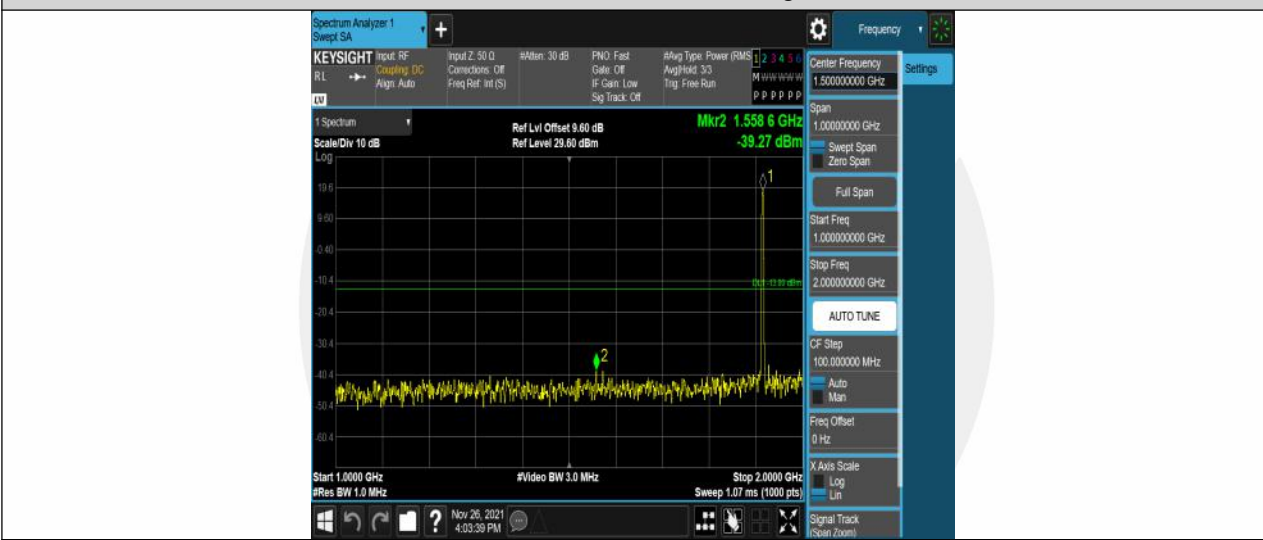 Spectrum Analyzer 1
Swept SA
Frequency
KEYSIGHT
Input: RF
Coupling: DC
Align: Auto
Input Z: 50 Ω
Corrections: Off
Freq Ref: Int (S)
#Atten: 30 dB
PNO: Fast
Gate: Off
IF Gain: Low
Sig Track: Off
#Avg Type: Power (RMS
Avg|Hold: 3/3
Trig: Free Run
1 2 3 4 5 6
M W W W W W
P P P P P P
RL
LXI
1 Spectrum
Scale/Div 10 dB
Log
Ref Lvl Offset 9.60 dB
Ref Level 29.60 dBm
Mkr2 1.558 6 GHz
-39.27 dBm
1
19.6
9.60
-0.40
-10.4
-20.4
-30.4
2
-40.4
-50.4
-60.4
Start 1.0000 GHz
#Res BW 1.0 MHz
#Video BW 3.0 MHz
Stop 2.0000 GHz
Sweep 1.07 ms (1000 pts)
Nov 26, 2021
4:03:39 PM
?
Center Frequency
1.500000000 GHz
Settings
Span
1.00000000 GHz
Swept Span
Zero Span
Full Span
Start Freq
1.000000000 GHz
Stop Freq
2.000000000 GHz
AUTO TUNE
CF Step
100.000000 MHz
Auto
Man
Freq Offset
0 Hz
X Axis Scale
Log
Lin
Signal Track
(Span Zoom)